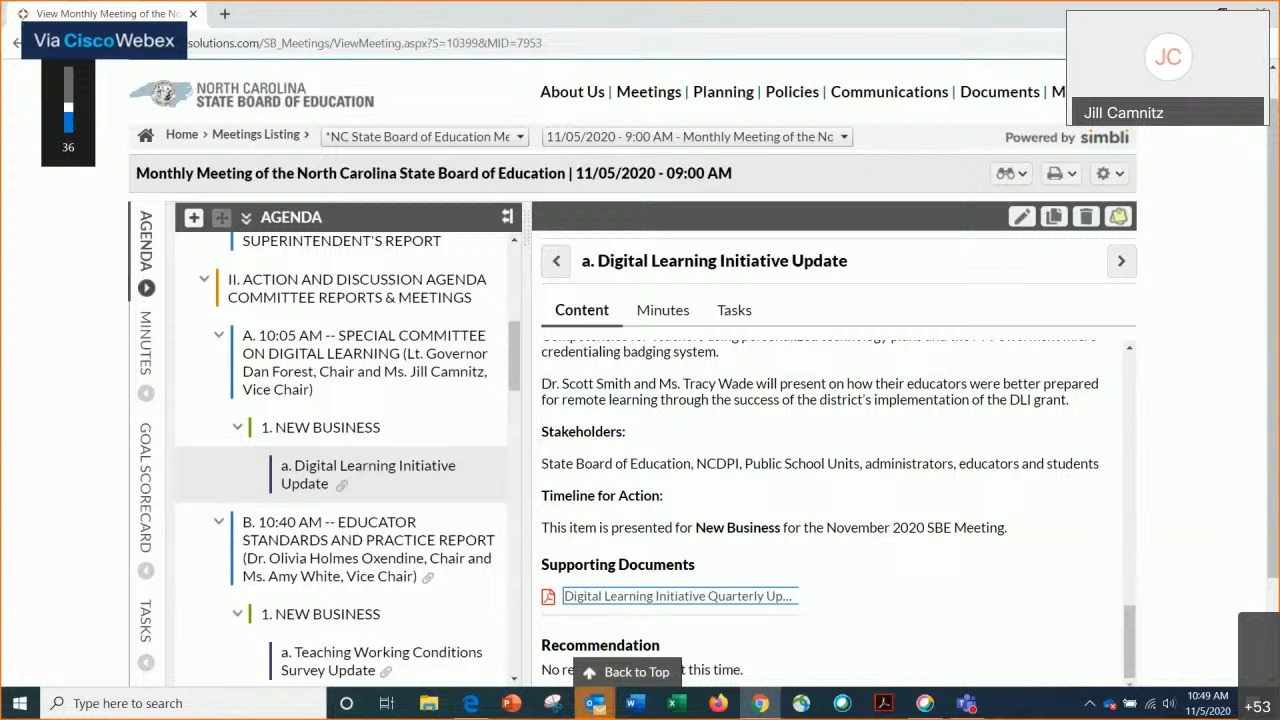 View Monthly Meeting of the No
Via Cisco Webex
solutions.com/SB_Meetings/ViewMeeting.aspx?S=10399&MID=7953
JC
Jill Camnitz
36
NORTH CAROLINA
STATE BOARD OF EDUCATION
About Us | Meetings | Planning | Policies | Communications | Documents | M
Home > Meetings Listing >
*NC State Board of Education Me
11/05/2020 - 9:00 AM - Monthly Meeting of the Nc
Powered by simbli
Monthly Meeting of the North Carolina State Board of Education | 11/05/2020 - 09:00 AM
AGENDA
MINUTES
GOAL SCORECARD
TASKS
AGENDA
SUPERINTENDENT'S REPORT
II. ACTION AND DISCUSSION AGENDA
COMMITTEE REPORTS & MEETINGS
A. 10:05 AM -- SPECIAL COMMITTEE
ON DIGITAL LEARNING (Lt. Governor
Dan Forest, Chair and Ms. Jill Camnitz,
Vice Chair)
1. NEW BUSINESS
a. Digital Learning Initiative
Update
B. 10:40 AM -- EDUCATOR
STANDARDS AND PRACTICE REPORT
(Dr. Olivia Holmes Oxendine, Chair and
Ms. Amy White, Vice Chair)
1. NEW BUSINESS
a. Teaching Working Conditions
Survey Update
a. Digital Learning Initiative Update
Content Minutes Tasks
credentialing badging system.
Dr. Scott Smith and Ms. Tracy Wade will present on how their educators were better prepared
for remote learning through the success of the district's implementation of the DLI grant.
Stakeholders:
State Board of Education, NCDPI, Public School Units, administrators, educators and students
Timeline for Action:
This item is presented for New Business for the November 2020 SBE Meeting.
Supporting Documents
Digital Learning Initiative Quarterly Up...
Recommendation
No re
t this time.
Back to Top
Type here to search
10:49 AM
11/5/2020
+53